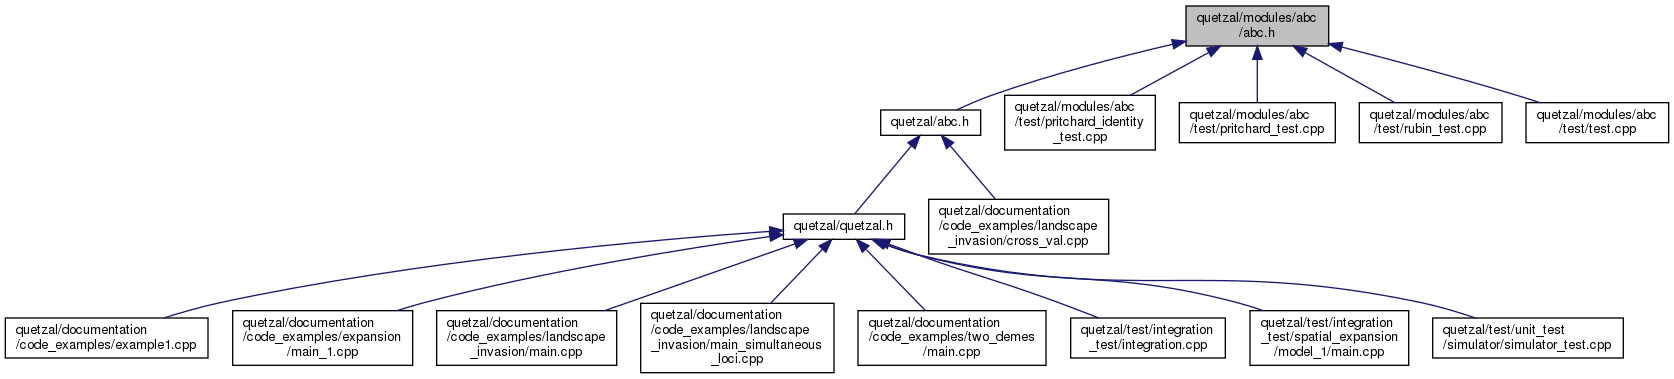 quetzal/modules/abc
/abc.h
quetzal/abc.h
quetzal/modules/abc
/test/pritchard_identity
_test.cpp
quetzal/modules/abc
/test/pritchard_test.cpp
quetzal/modules/abc
/test/rubin_test.cpp
quetzal/modules/abc
/test/test.cpp
quetzal/quetzal.h
quetzal/documentation
/code_examples/landscape
_invasion/cross_val.cpp
quetzal/documentation
/code_examples/example1.cpp
quetzal/documentation
/code_examples/expansion
/main_1.cpp
quetzal/documentation
/code_examples/landscape
_invasion/main.cpp
quetzal/documentation
/code_examples/landscape
_invasion/main_simultaneous
_loci.cpp
quetzal/documentation
/code_examples/two_demes
/main.cpp
quetzal/test/integration
_test/integration.cpp
quetzal/test/integration
_test/spatial_expansion
/model_1/main.cpp
quetzal/test/unit_test
/simulator/simulator_test.cpp